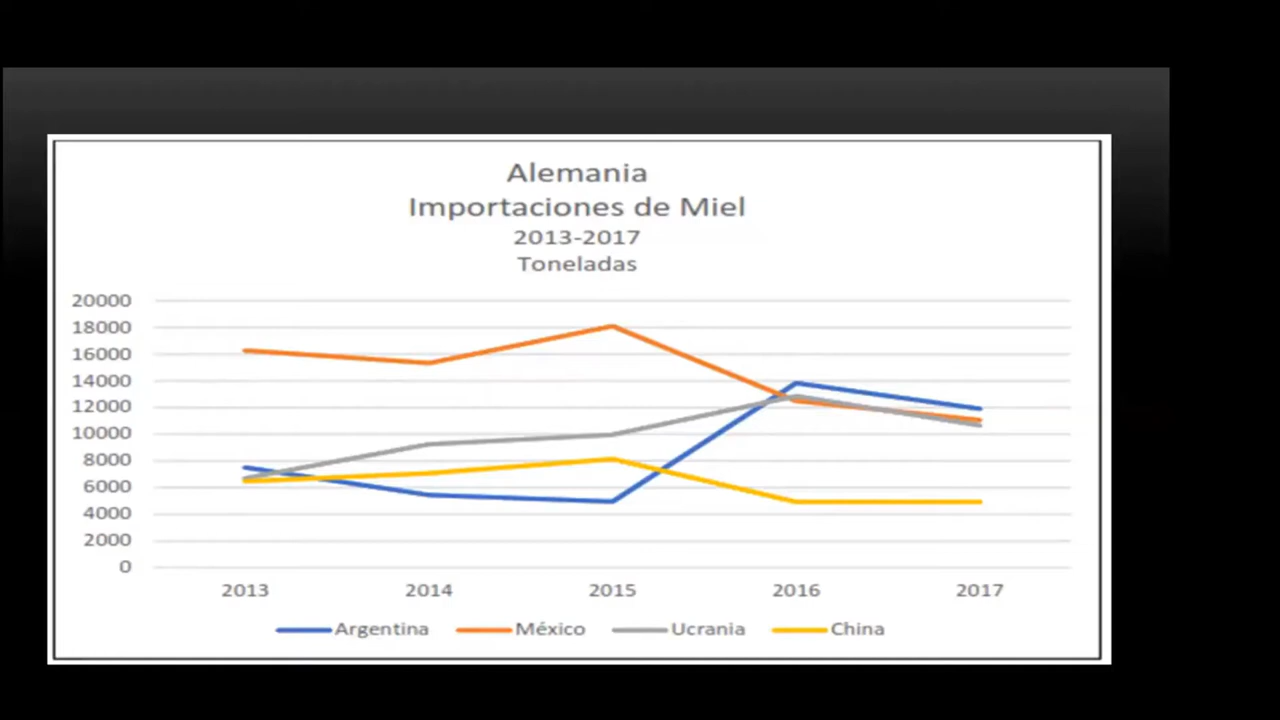 Alemania
Importaciones de Miel
2013-2017
Toneladas
20000
18000
16000
14000
12000
10000
8000
6000
4000
2000
0
2013 2014 2015 2016 2017
Argentina México Ucrania China